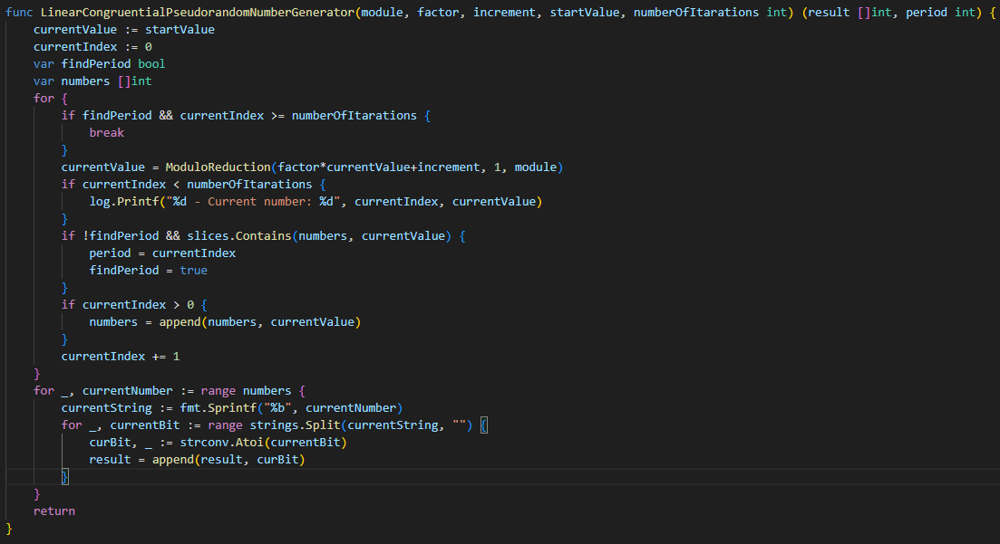 func LinearCongruentialPseudorandomNumberGenerator(module, factor, increment, startValue, numberOfItarations int) (result []int, period int) {
    currentValue := startValue
    currentIndex := 0
    var findPeriod bool
    var numbers []int
    for {
        if findPeriod && currentIndex >= numberOfItarations {
            break
        }
        currentValue = ModuloReduction(factor*currentValue+increment, 1, module)
        if currentIndex < numberOfItarations {
            log.Printf("%d - Current number: %d", currentIndex, currentValue)
        }
        if !findPeriod && slices.Contains(numbers, currentValue) {
            period = currentIndex
            findPeriod = true
        }
        if currentIndex > 0 {
            numbers = append(numbers, currentValue)
        }
        currentIndex += 1
    }
    for _, currentNumber := range numbers {
        currentString := fmt.Sprintf("%b", currentNumber)
        for _, currentBit := range strings.Split(currentString, "") {
            curBit, _ := strconv.Atoi(currentBit)
            result = append(result, curBit)
        }
    }
    return
}